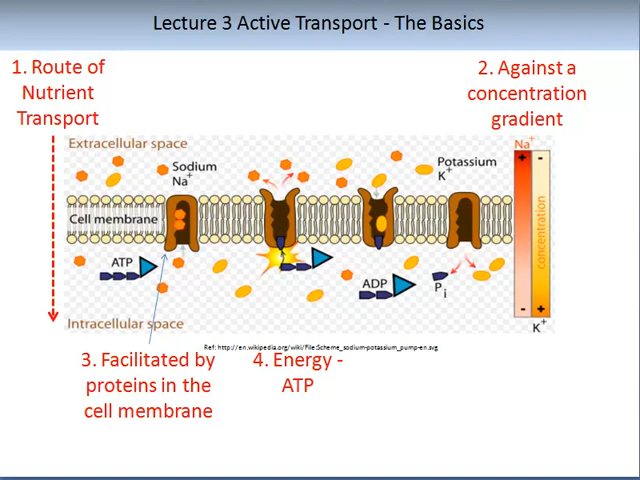 Lecture 3 Active Transport - The Basics
1. Route of
Nutrient
Transport
2. Against a
concentration
gradient
Extracellular space
Na+
+ -
Sodium
Na+
Potassium
K+
Cell membrane
concentration
ATP
ADP
Pi
- +
Intracellular space
K+
Ref: http://en.wikipedia.org/wiki/File:Scheme_sodium-potassium_pump-en.svg
3. Facilitated by
proteins in the
cell membrane
4. Energy -
ATP